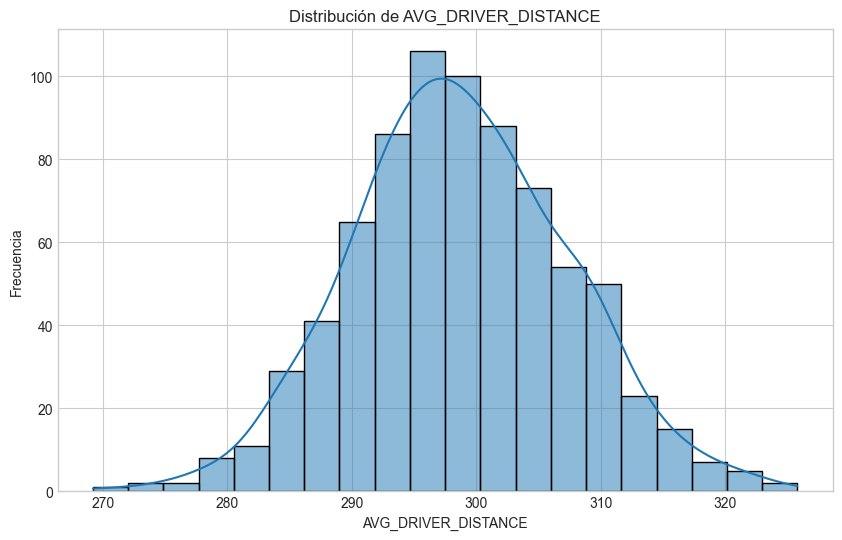 Distribución de AVG_DRIVER_DISTANCE
Frecuencia
100
80
60
40
20
0
270 280 290 300 310 320
AVG_DRIVER_DISTANCE